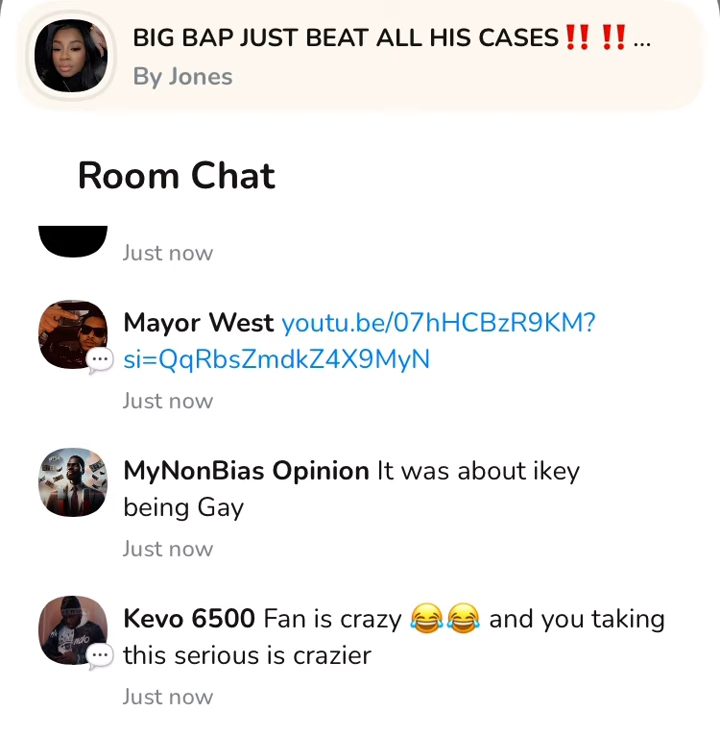 BIG BAP JUST BEAT ALL HIS CASES‼️ ‼️...
By Jones
Room Chat
Just now
Mayor West youtu.be/07hHCBzR9KM?
si=QqRbsZmdkZ4X9MyN
Just now
MyNonBias Opinion It was about ikey
being Gay
Just now
Kevo 6500 Fan is crazy 😂😂 and you taking
this serious is crazier
Just now